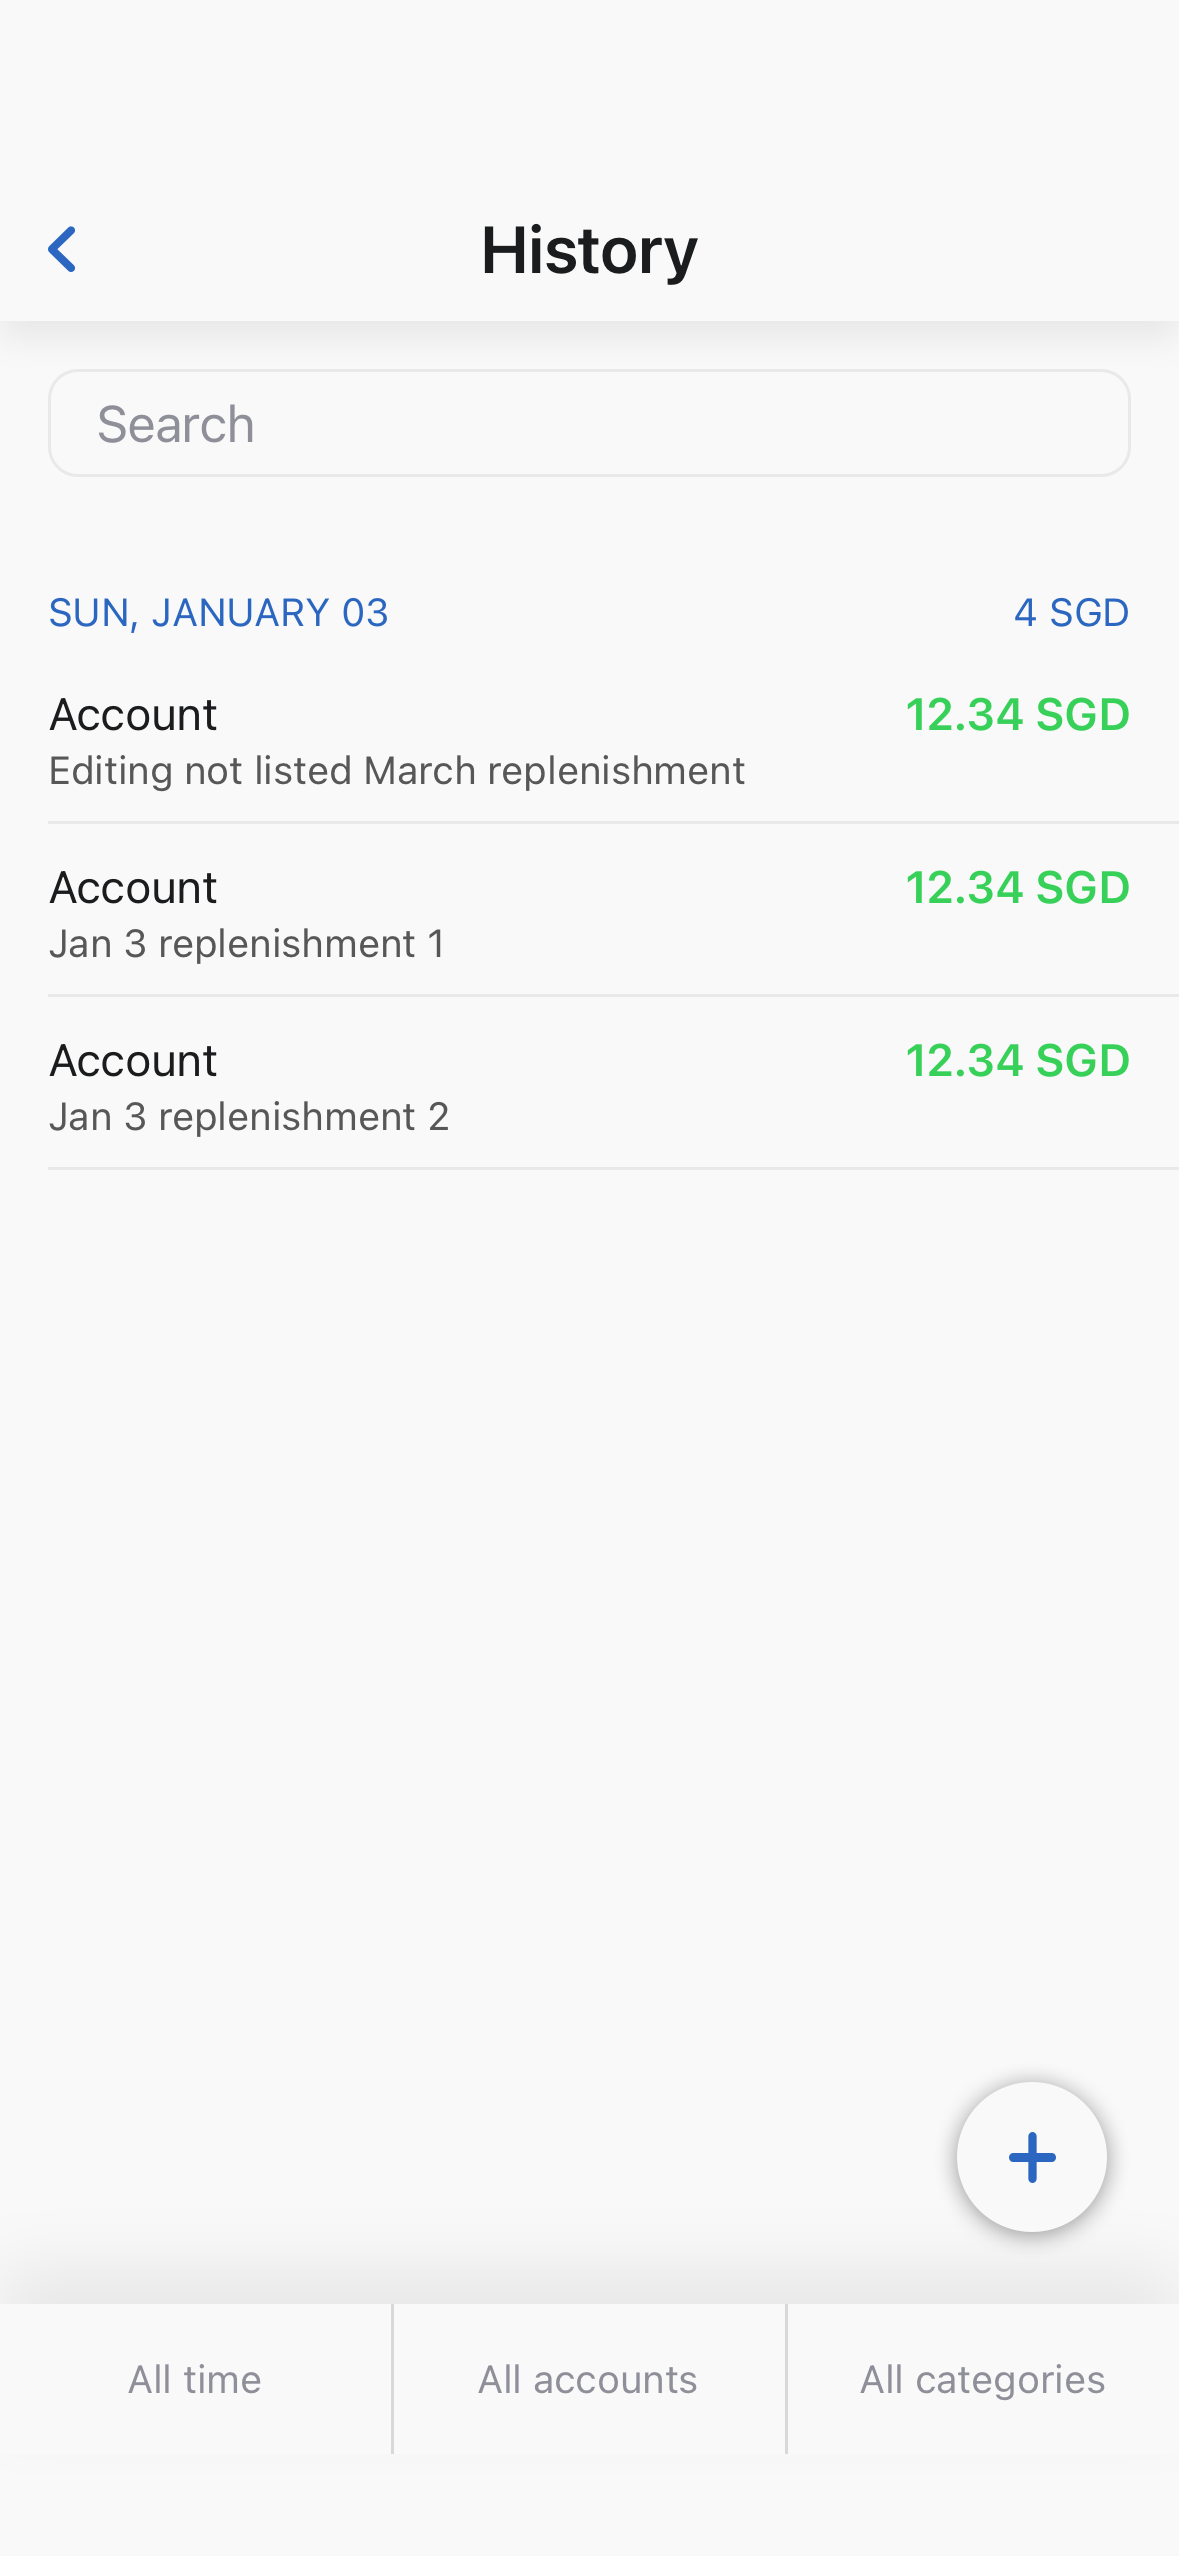 History
Search
SUN, JANUARY 03 4 SGD
Account 12.34 SGD
Editing not listed March replenishment
Account 12.34 SGD
Jan 3 replenishment 1
Account 12.34 SGD
Jan 3 replenishment 2
All time All accounts All categories